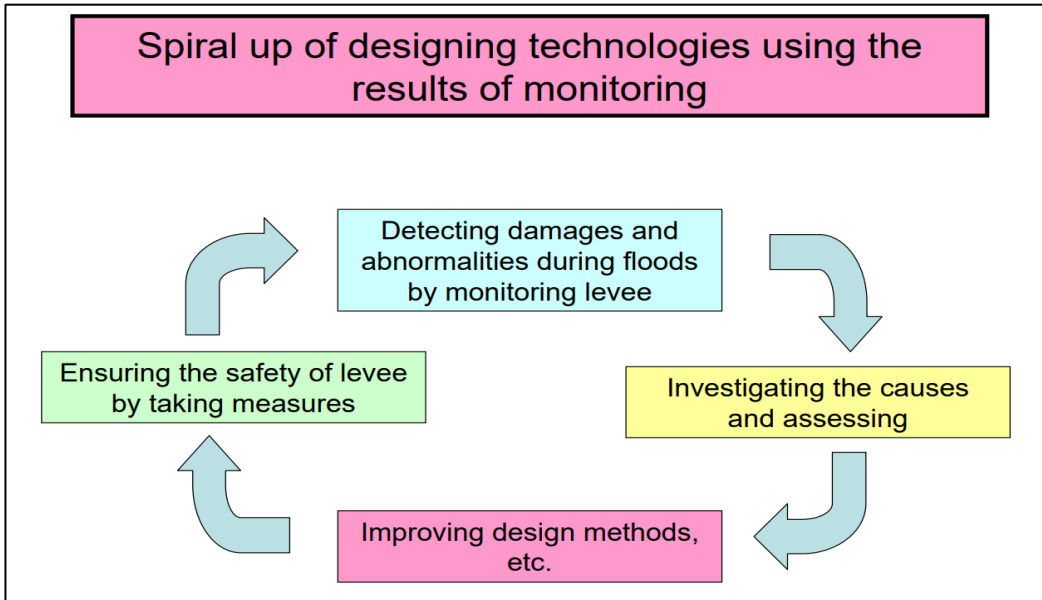 Spiral up of designing technologies using the
results of monitoring
Detecting damages and
abnormalities during floods
by monitoring levee
Ensuring the safety of levee
by taking measures
Investigating the causes
and assessing
Improving design methods,
etc.